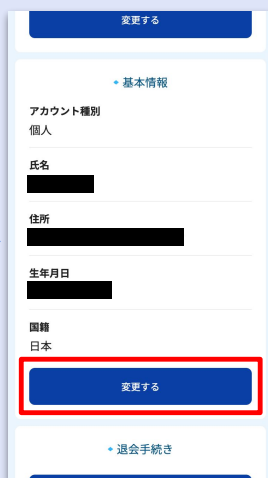 変更する
基本情報
アカウント種別
個人
氏名
住所
生年月日
国籍
日本
変更する
退会手続き